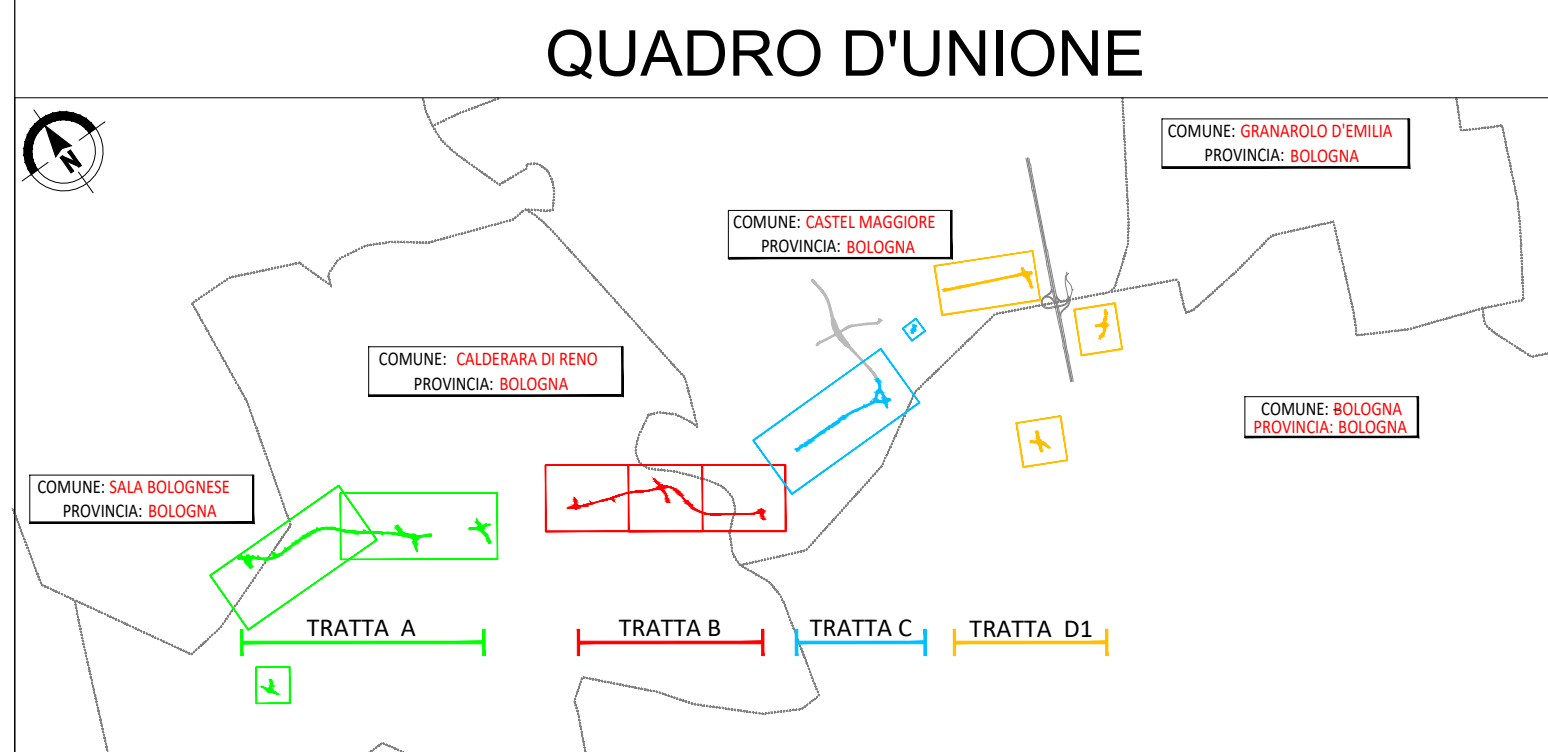 QUADRO D'UNIONE
N
COMUNE: GRANAROLO D'EMILIA
PROVINCIA: BOLOGNA
COMUNE: CASTEL MAGGIORE
PROVINCIA: BOLOGNA
COMUNE: CALDERARA DI RENO
PROVINCIA: BOLOGNA
COMUNE: BOLOGNA
PROVINCIA: BOLOGNA
COMUNE: SALA BOLOGNESE
PROVINCIA: BOLOGNA
TRATTA A
TRATTA B
TRATTA C
TRATTA D1